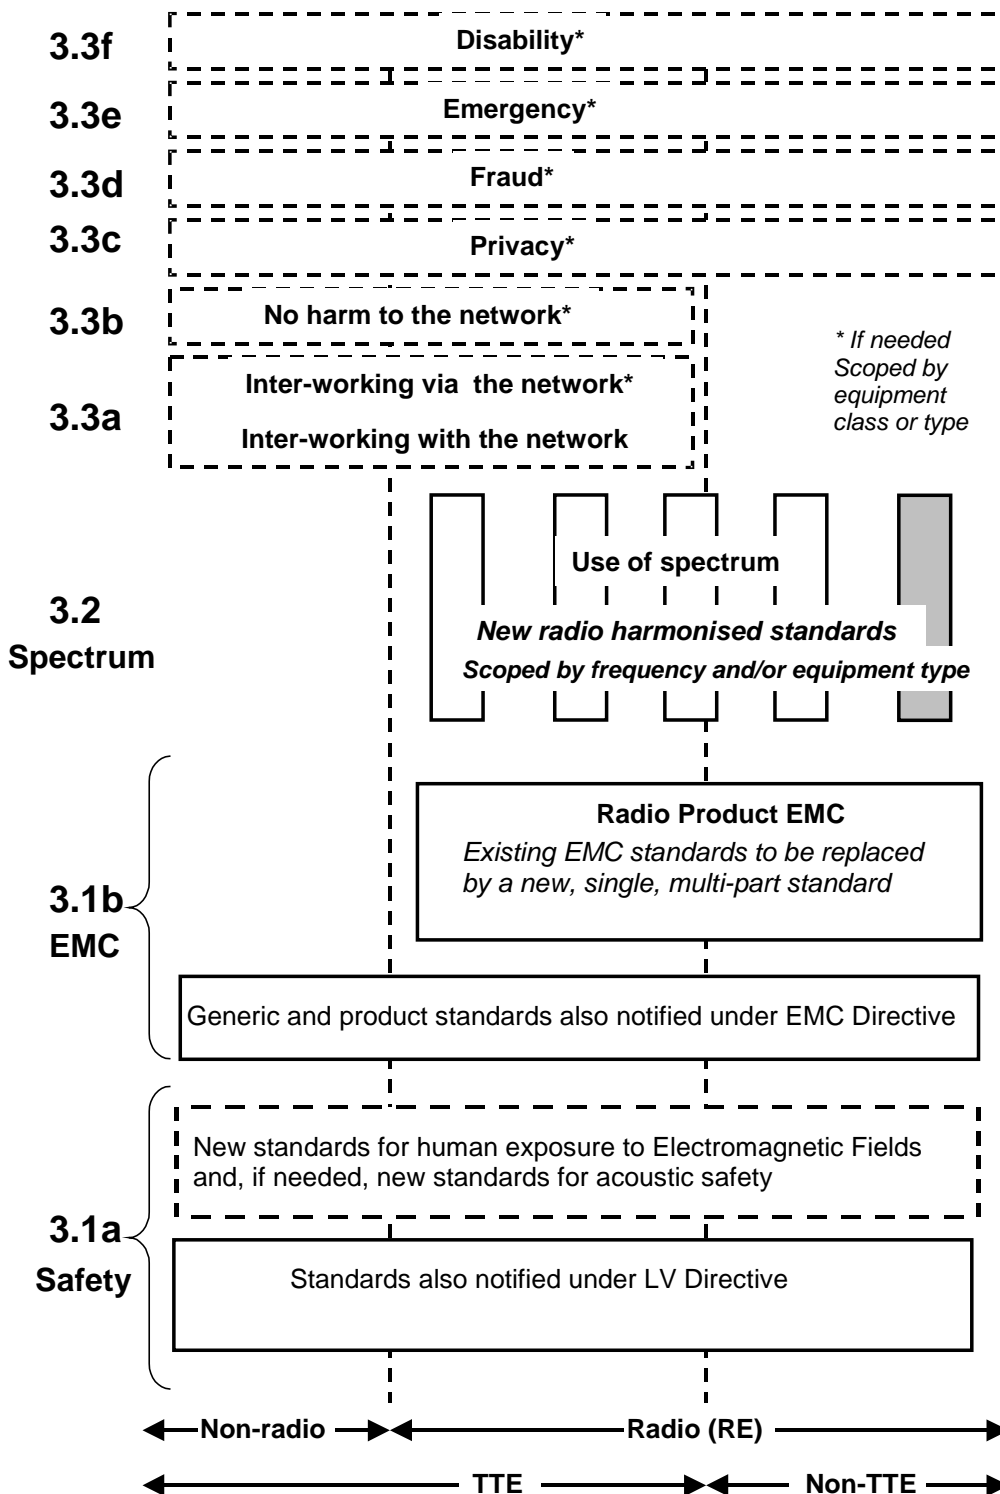 3.3f
Disability*
3.3e
Emergency*
3.3d
Fraud*
3.3c
Privacy*
3.3b
No harm to the network*
* If needed
Scoped by
equipment
class or type
3.3a
Inter-working via the network*
Inter-working with the network
Use of spectrum
3.2
Spectrum
New radio harmonised standards
Scoped by frequency and/or equipment type
Radio Product EMC
Existing EMC standards to be replaced
by a new, single, multi-part standard
3.1b
EMC
Generic and product standards also notified under EMC Directive
New standards for human exposure to Electromagnetic Fields
and, if needed, new standards for acoustic safety
3.1a
Safety
Standards also notified under LV Directive
Non-radio
Radio (RE)
TTE
Non-TTE